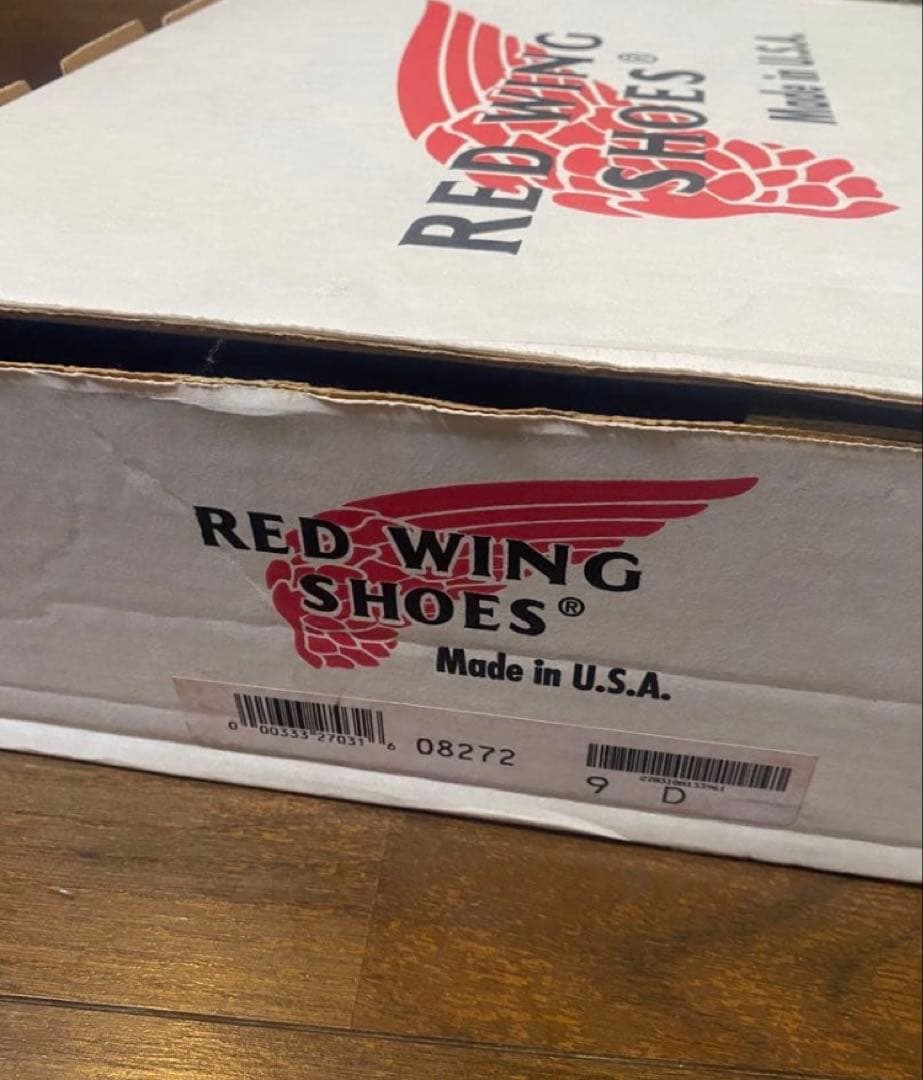 RED WING
SHOES®
Made in U.S.A.
RED WING
SHOES®
Made in U.S.A.
0 00333 27031 6
08272
9 D